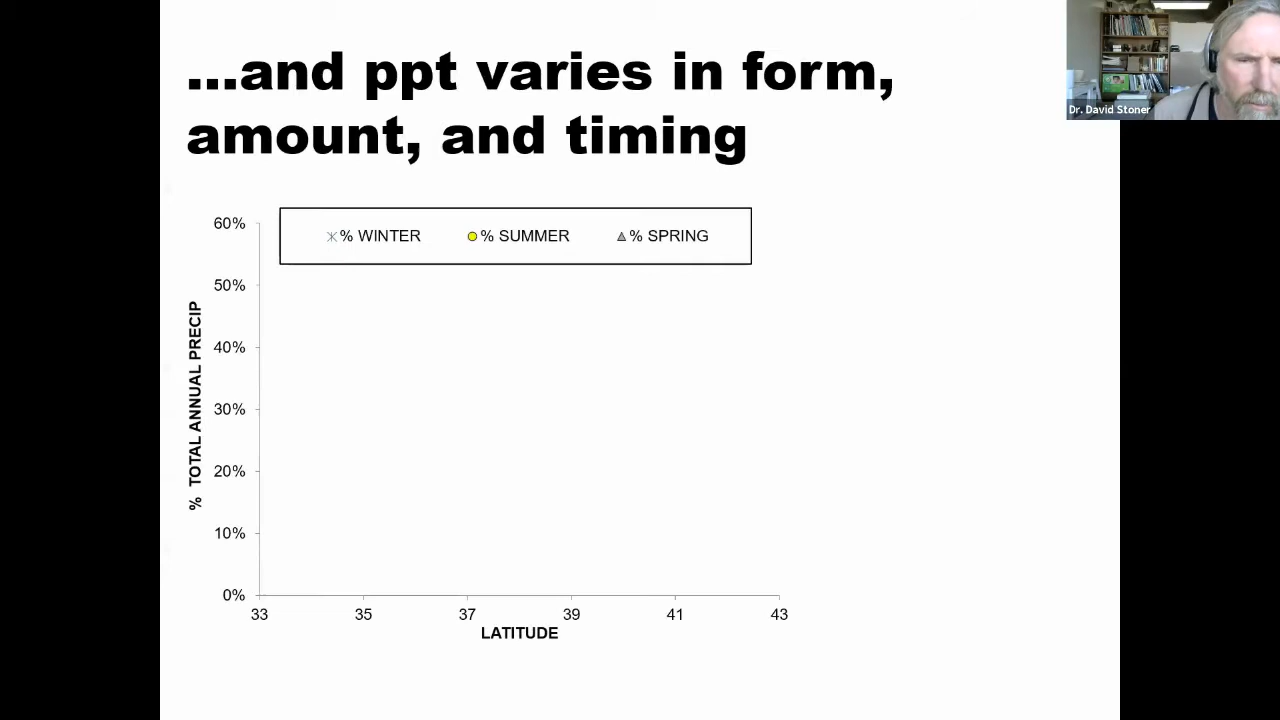 ...and ppt varies in form,
amount, and timing
Dr. David Stoner
% WINTER % SUMMER % SPRING
60%
50%
40%
30%
20%
10%
0%
% TOTAL ANNUAL PRECIP
33 35 37 39 41 43
LATITUDE